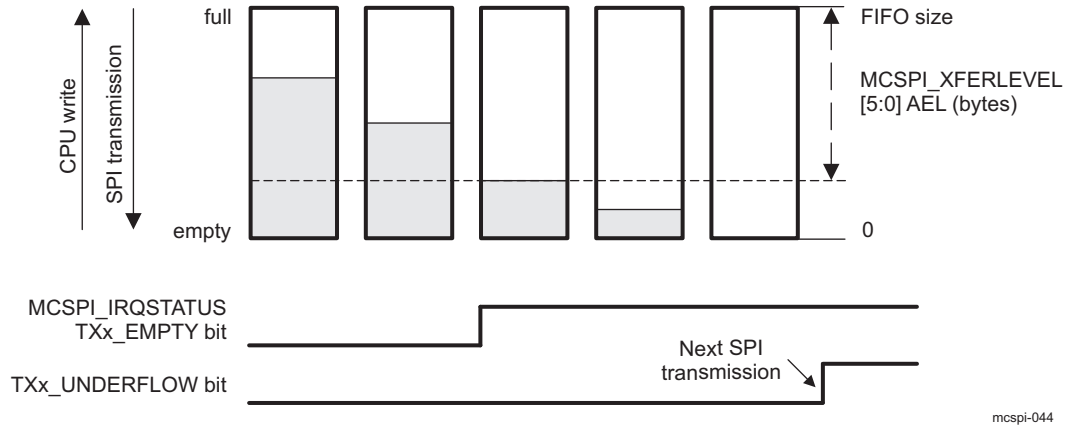 full
FIFO size
CPU write
SPI transmission
MCSPI_XFERLEVEL
[5:0] AEL (bytes)
empty
0
MCSPI_IRQSTATUS
TXx_EMPTY bit
Next SPI
transmission
TXx_UNDERFLOW bit
mcspi-044